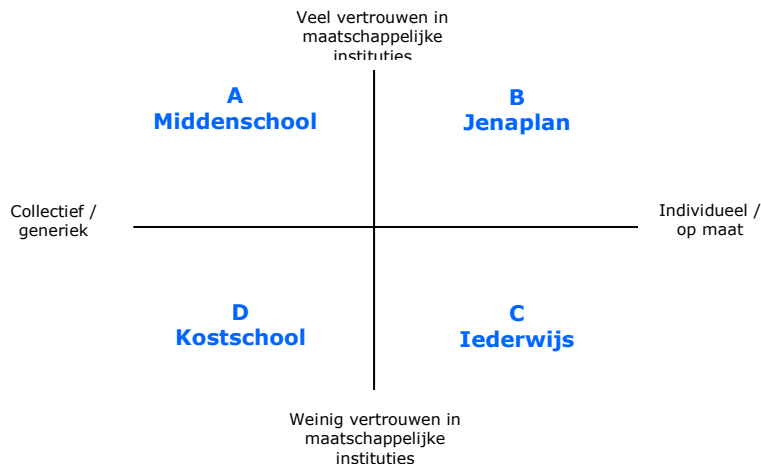 Veel vertrouwen in
maatschappelijke
instituties
A
Middenschool
B
Jenaplan
Collectief /
generiek
Individueel /
op maat
D
Kostschool
C
Iederwijs
Weinig vertrouwen in
maatschappelijke
instituties